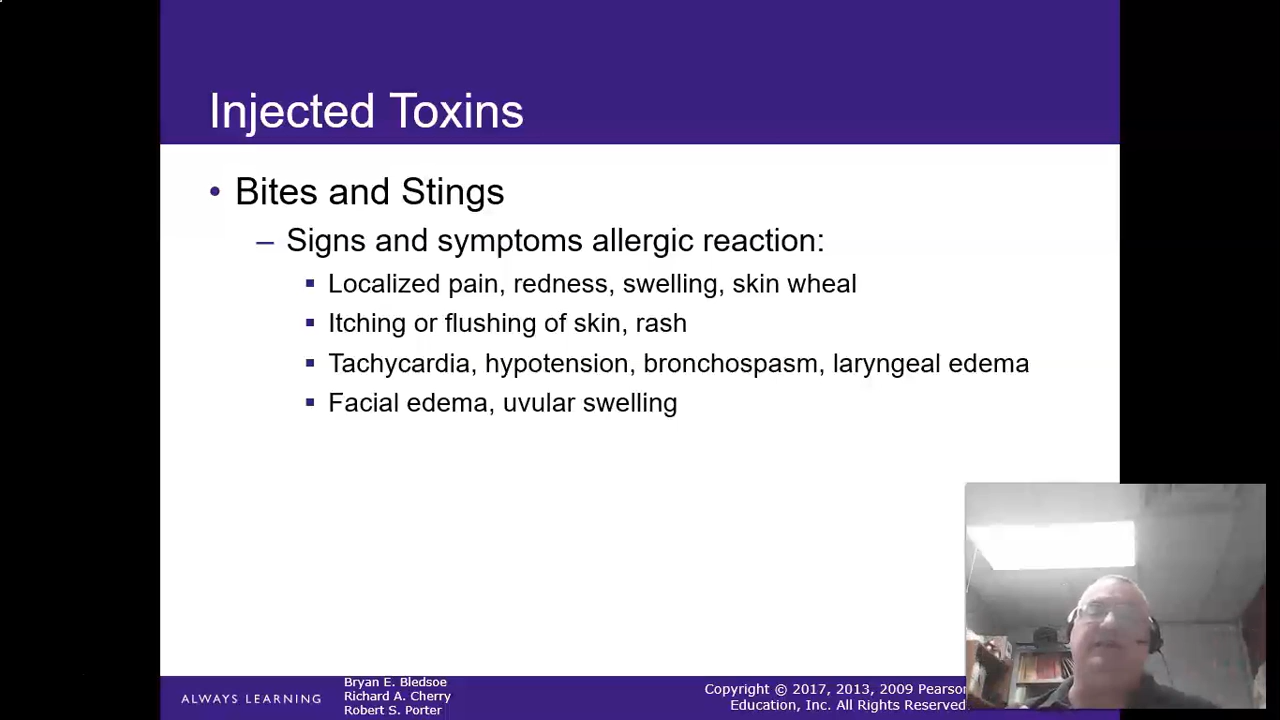 Injected Toxins
• Bites and Stings
– Signs and symptoms allergic reaction:
▪ Localized pain, redness, swelling, skin wheal
▪ Itching or flushing of skin, rash
▪ Tachycardia, hypotension, bronchospasm, laryngeal edema
▪ Facial edema, uvular swelling
ALWAYS LEARNING
Bryan E. Bledsoe
Richard A. Cherry
Robert S. Porter
Copyright © 2017, 2013, 2009 Pearson
Education, Inc. All Rights Reserved